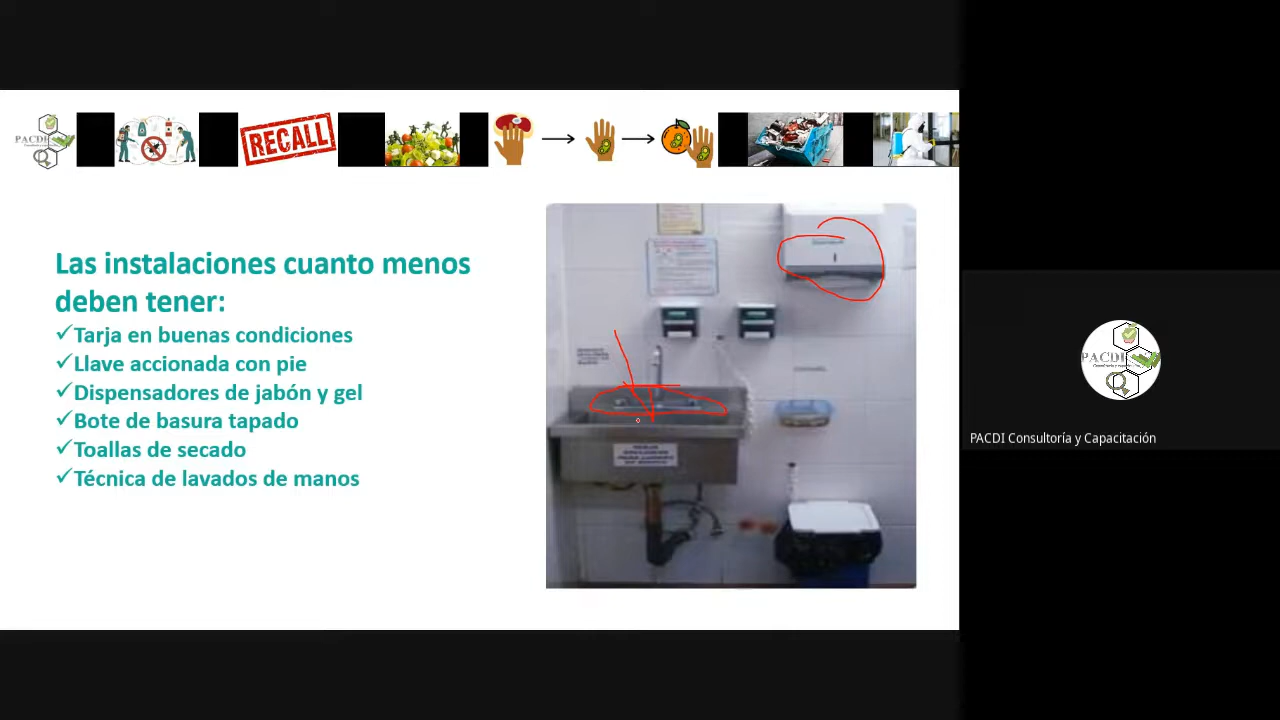 PACDI
RECALL
Las instalaciones cuanto menos
deben tener:
✓Tarja en buenas condiciones
✓Llave accionada con pie
✓Dispensadores de jabón y gel
✓Bote de basura tapado
✓Toallas de secado
✓Técnica de lavados de manos
PACDI
PACDI Consultoría y Capacitación